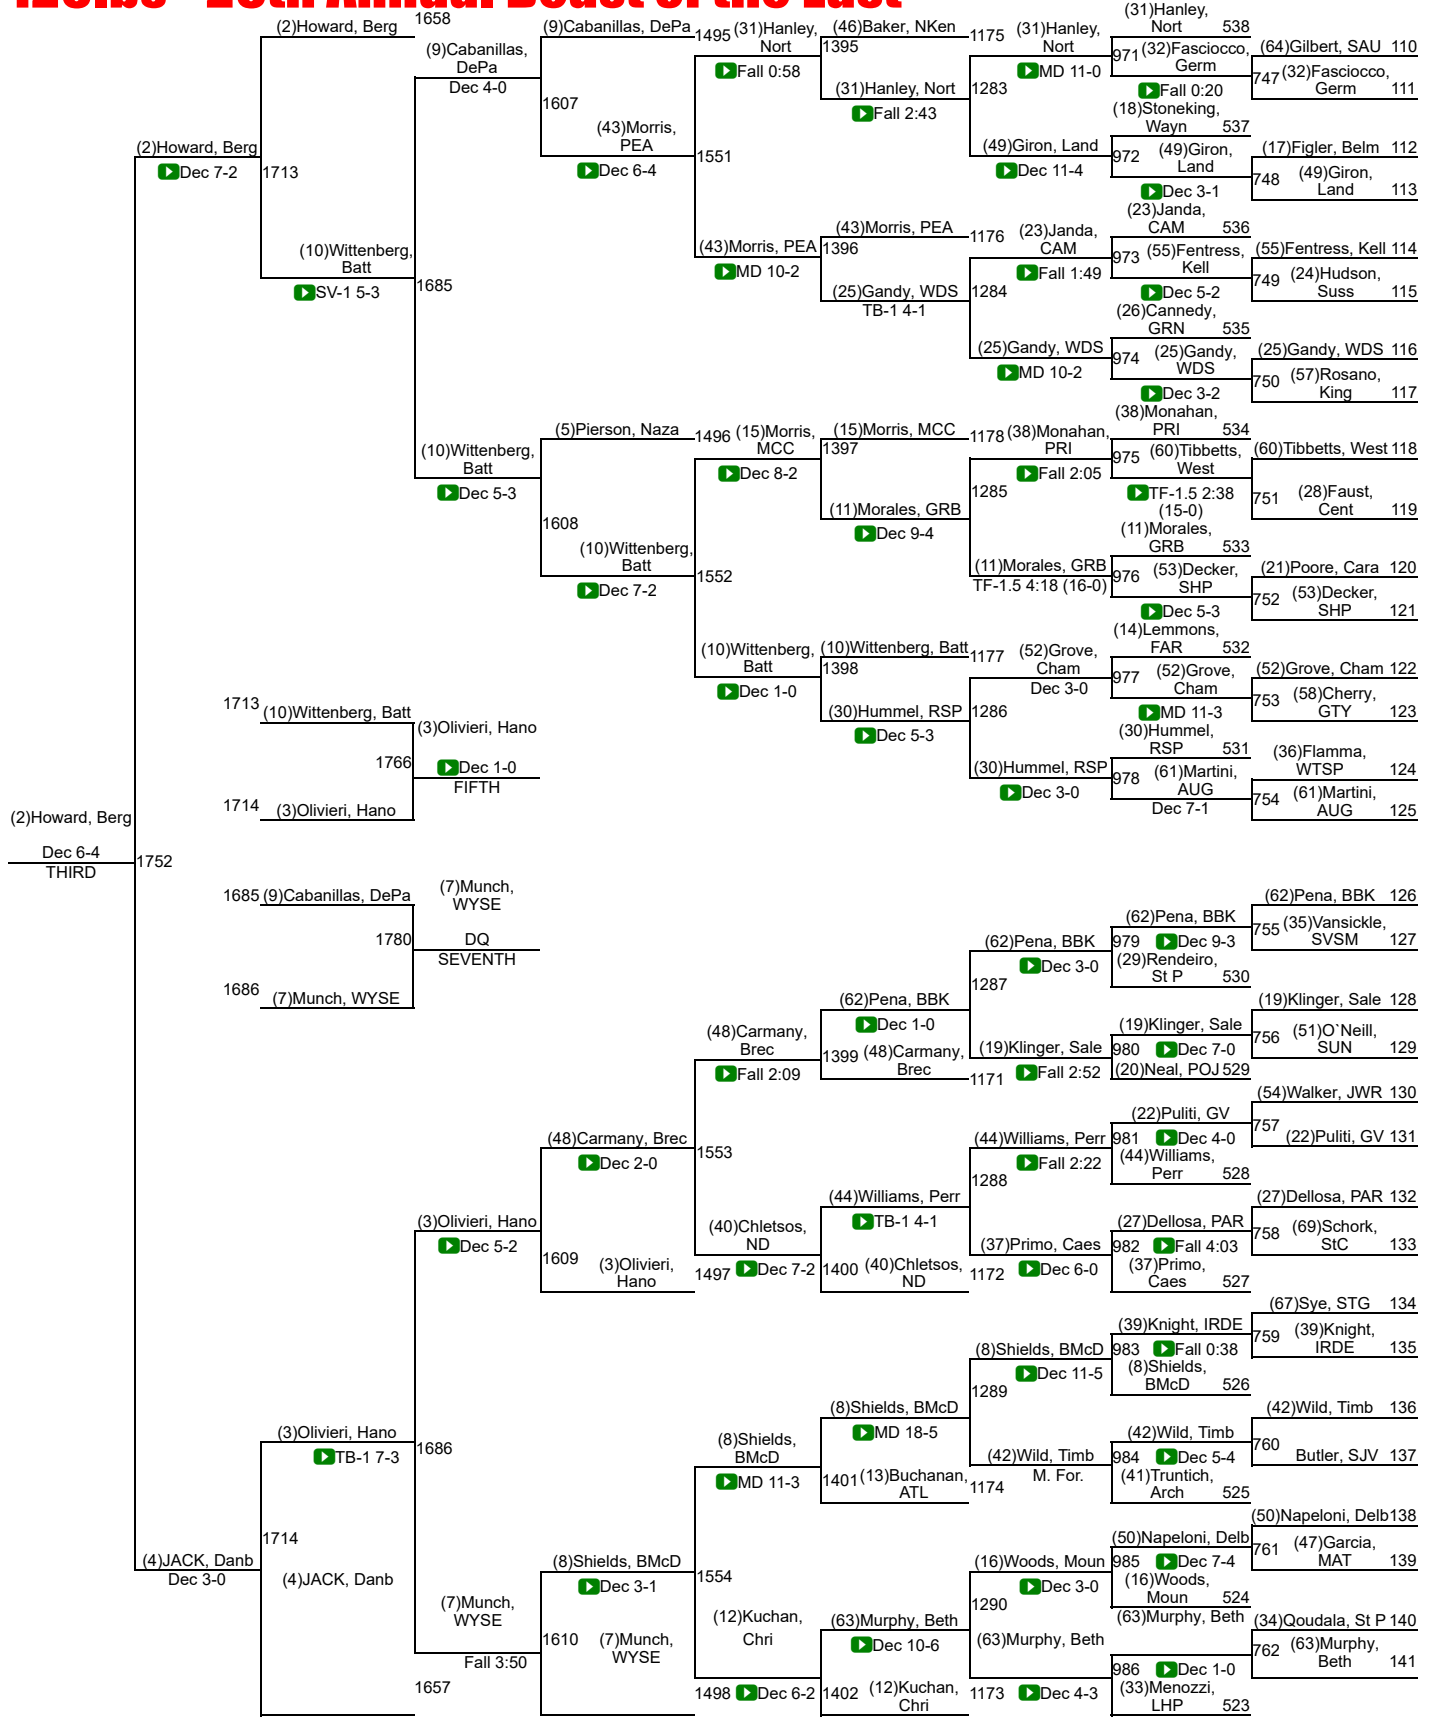 (2)Howard, Berg
1658
(9)Cabanillas,
DePa
Dec 4-0
(2)Howard, Berg
Dec 7-2
1713
(10)Wittenberg,
Batt
SV-1 5-3
1685
(10)Wittenberg,
Batt
Dec 5-3
(9)Cabanillas, DePa
1495
1607
(43)Morris,
PEA
Dec 6-4
(31)Hanley,
Nort
Fall 0:58
1551
(43)Morris, PEA
MD 10-2
(46)Baker, NKen
1175
1395
(31)Hanley, Nort
Fall 2:43
(43)Morris, PEA
1176
1396
(25)Gandy, WDS
TB-1 4-1
(31)Hanley,
Nort
MD 11-0
1283
(49)Giron, Land
Dec 11-4
(23)Janda,
CAM
Fall 1:49
1284
(25)Gandy, WDS
MD 10-2
(31)Hanley,
Nort 538
971 (32)Fasciocco,
Germ
Fall 0:20
(18)Stoneking,
Wayn 537
972 (49)Giron,
Land
Dec 3-1
(23)Janda,
CAM 536
973 (55)Fentress,
Kell
Dec 5-2
(26)Cannedy,
GRN 535
974 (25)Gandy,
WDS
Dec 3-2
(64)Gilbert, SAU 110
747 (32)Fasciocco,
Germ 111
(17)Figler, Belm 112
748 (49)Giron,
Land 113
(55)Fentress, Kell 114
749 (24)Hudson,
Suss 115
(25)Gandy, WDS 116
750 (57)Rosano,
King 117
(5)Pierson, Naza
1496
1608
(10)Wittenberg,
Batt
Dec 7-2
(15)Morris,
MCC
Dec 8-2
1552
(10)Wittenberg,
Batt
Dec 1-0
(15)Morris, MCC
1178
1397
(11)Morales, GRB
Dec 9-4
(10)Wittenberg, Batt
1177
1398
(30)Hummel, RSP
Dec 5-3
(38)Monahan,
PRI
Fall 2:05
1285
(11)Morales, GRB
TF-1.5 4:18 (16-0)
(52)Grove,
Cham
Dec 3-0
1286
(30)Hummel, RSP
Dec 3-0
(38)Monahan,
PRI 534
975 (60)Tibbetts,
West
TF-1.5 2:38
(15-0)
(11)Morales,
GRB 533
976 (53)Decker,
SHP
Dec 5-3
(14)Lemmons,
FAR 532
977 (52)Grove,
Cham
MD 11-3
(30)Hummel,
RSP 531
978 (61)Martini,
AUG
Dec 7-1
(60)Tibbetts, West 118
751 (28)Faust,
Cent 119
(21)Poore, Cara 120
752 (53)Decker,
SHP 121
(52)Grove, Cham 122
753 (58)Cherry,
GTY 123
(36)Flamma,
WTSP 124
754 (61)Martini,
AUG 125
1713 (10)Wittenberg, Batt
(3)Olivieri, Hano
1766
Dec 1-0
FIFTH
1714 (3)Olivieri, Hano
(2)Howard, Berg
Dec 6-4
THIRD
1752
1685 (9)Cabanillas, DePa
(7)Munch,
WYSE
1780
DQ
SEVENTH
1686 (7)Munch, WYSE
(62)Pena, BBK 126
755 (35)Vansickle,
SVSM 127
(19)Klinger, Sale 128
756 (51)O`Neill,
SUN 129
(54)Walker, JWR 130
757
(22)Puliti, GV 131
(27)Dellosa, PAR 132
758 (69)Schork,
StC 133
(62)Pena, BBK
979 Dec 9-3
(29)Rendeiro,
St P 530
(19)Klinger, Sale
980 Dec 7-0
(20)Neal, POJ 529
(22)Puliti, GV
981 Dec 4-0
(44)Williams,
Perr 528
(27)Dellosa, PAR
982 Fall 4:03
(37)Primo,
Caes 527
(62)Pena, BBK
Dec 3-0
1287
(19)Klinger, Sale
Fall 2:52
1171
(44)Williams, Perr
Fall 2:22
1288
(37)Primo, Caes
Dec 6-0
1172
(62)Pena, BBK
Dec 1-0
1399 (48)Carmany,
Brec
(44)Williams, Perr
TB-1 4-1
1400 (40)Chletsos,
ND
(48)Carmany,
Brec
Fall 2:09
1553
(40)Chletsos,
ND
1497 Dec 7-2
(48)Carmany, Brec
Dec 2-0
1609
(3)Olivieri,
Hano
(3)Olivieri, Hano
Dec 5-2
(3)Olivieri, Hano
TB-1 7-3
1686
(4)JACK, Danb
Dec 3-0
1714
(4)JACK, Danb
(7)Munch,
WYSE
Fall 3:50
1657
(67)Sye, STG 134
759 (39)Knight,
IRDE 135
(42)Wild, Timb 136
760
Butler, SJV 137
(50)Napeloni, Delb 138
761 (47)Garcia,
MAT 139
(34)Qoudala, St P 140
762 (63)Murphy,
Beth 141
(39)Knight, IRDE
983 Fall 0:38
(8)Shields,
BMcD 526
(42)Wild, Timb
984 Dec 5-4
(41)Truntich,
Arch 525
(50)Napeloni, Delb
985 Dec 7-4
(16)Woods,
Moun 524
(63)Murphy, Beth
986 Dec 1-0
(33)Menozzi,
LHP 523
(8)Shields, BMcD
Dec 11-5
1289
(42)Wild, Timb
M. For.
1174
(16)Woods, Moun
Dec 3-0
1290
(63)Murphy, Beth
1173 Dec 4-3
(8)Shields, BMcD
MD 18-5
1401 (13)Buchanan,
ATL
(63)Murphy, Beth
Dec 10-6
1402 (12)Kuchan,
Chri
(8)Shields,
BMcD
MD 11-3
1554
(12)Kuchan,
Chri
1498 Dec 6-2
(8)Shields, BMcD
Dec 3-1
1610 (7)Munch,
WYSE